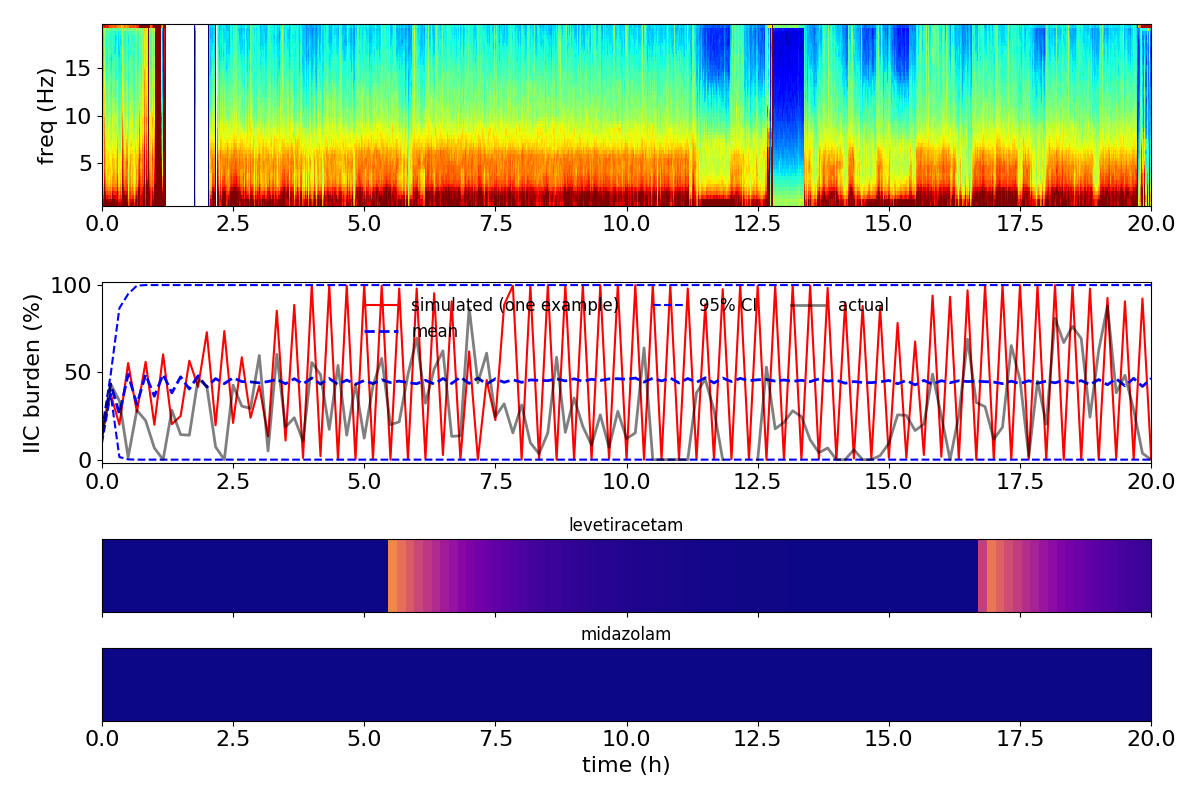 freq (Hz)
15
10
5
0.0 2.5 5.0 7.5 10.0 12.5 15.0 17.5 20.0
IIC burden (%)
100
50
0
simulated (one example) 95% CI actual
mean
0.0 2.5 5.0 7.5 10.0 12.5 15.0 17.5 20.0
levetiracetam
midazolam
0.0 2.5 5.0 7.5 10.0 12.5 15.0 17.5 20.0
time (h)